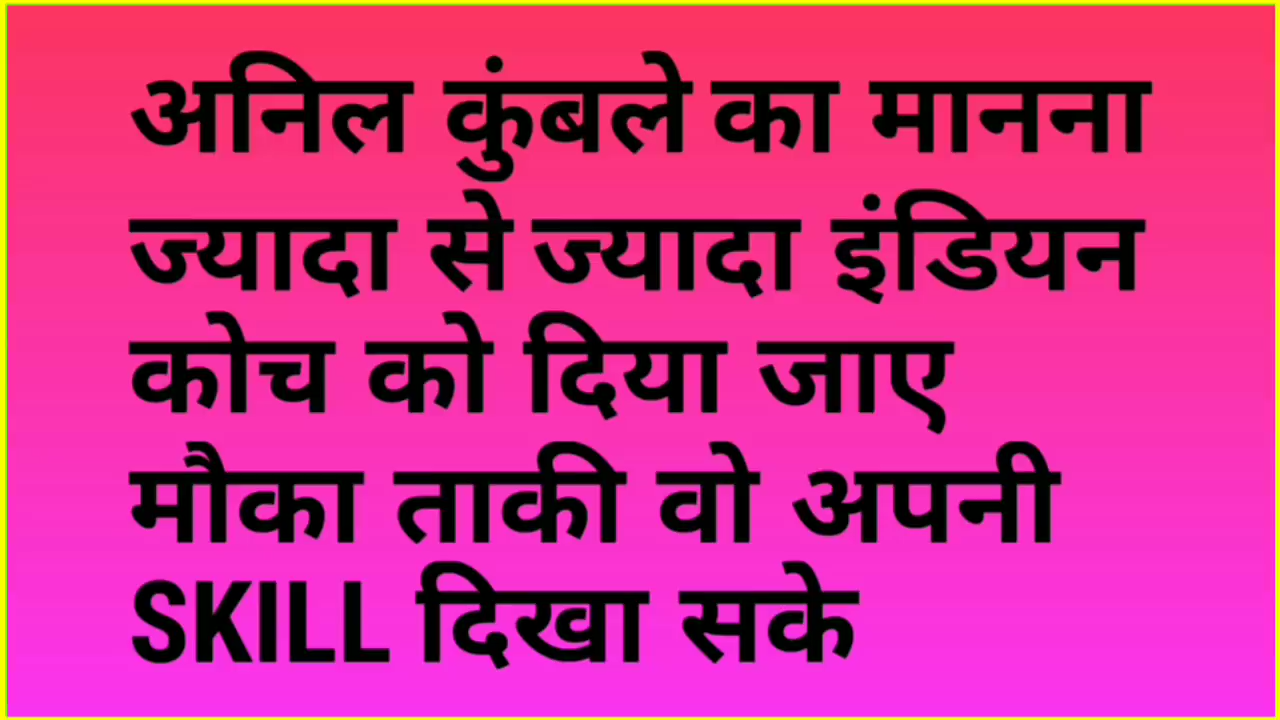 अनिल कुंबले का मानना
ज्यादा से ज्यादा इंडियन
कोच को दिया जाए
मौका ताकी वो अपनी
SKILL दिखा सके